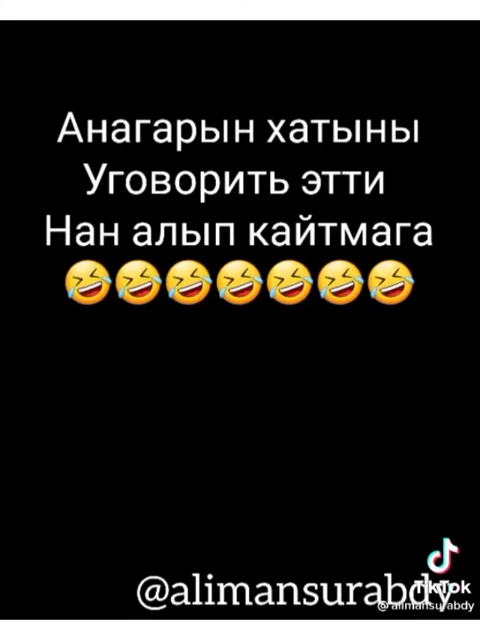 Анагарын хатыны
Уговорить этти
Нан алып кайтмага
🤣🤣🤣🤣🤣🤣🤣
@alimansurabdy
TikTok
@alimansurabdy